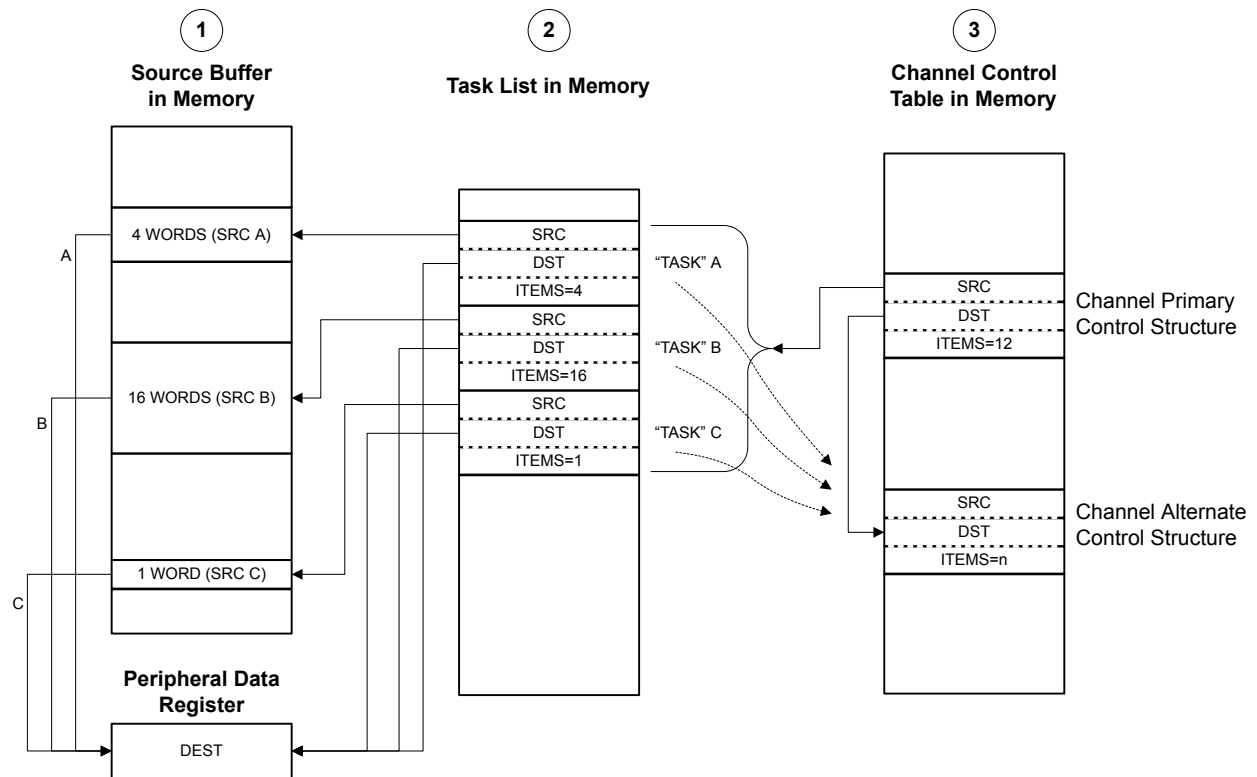 1
Source Buffer
in Memory
4 WORDS (SRC A)
A
16 WORDS (SRC B)
B
1 WORD (SRC C)
C
Peripheral Data
Register
DEST
2
Task List in Memory
SRC
DST
ITEMS=4
“TASK” A
SRC
DST
ITEMS=16
“TASK” B
SRC
DST
ITEMS=1
“TASK” C
3
Channel Control
Table in Memory
SRC
DST
ITEMS=12
Channel Primary
Control Structure
SRC
DST
ITEMS=n
Channel Alternate
Control Structure